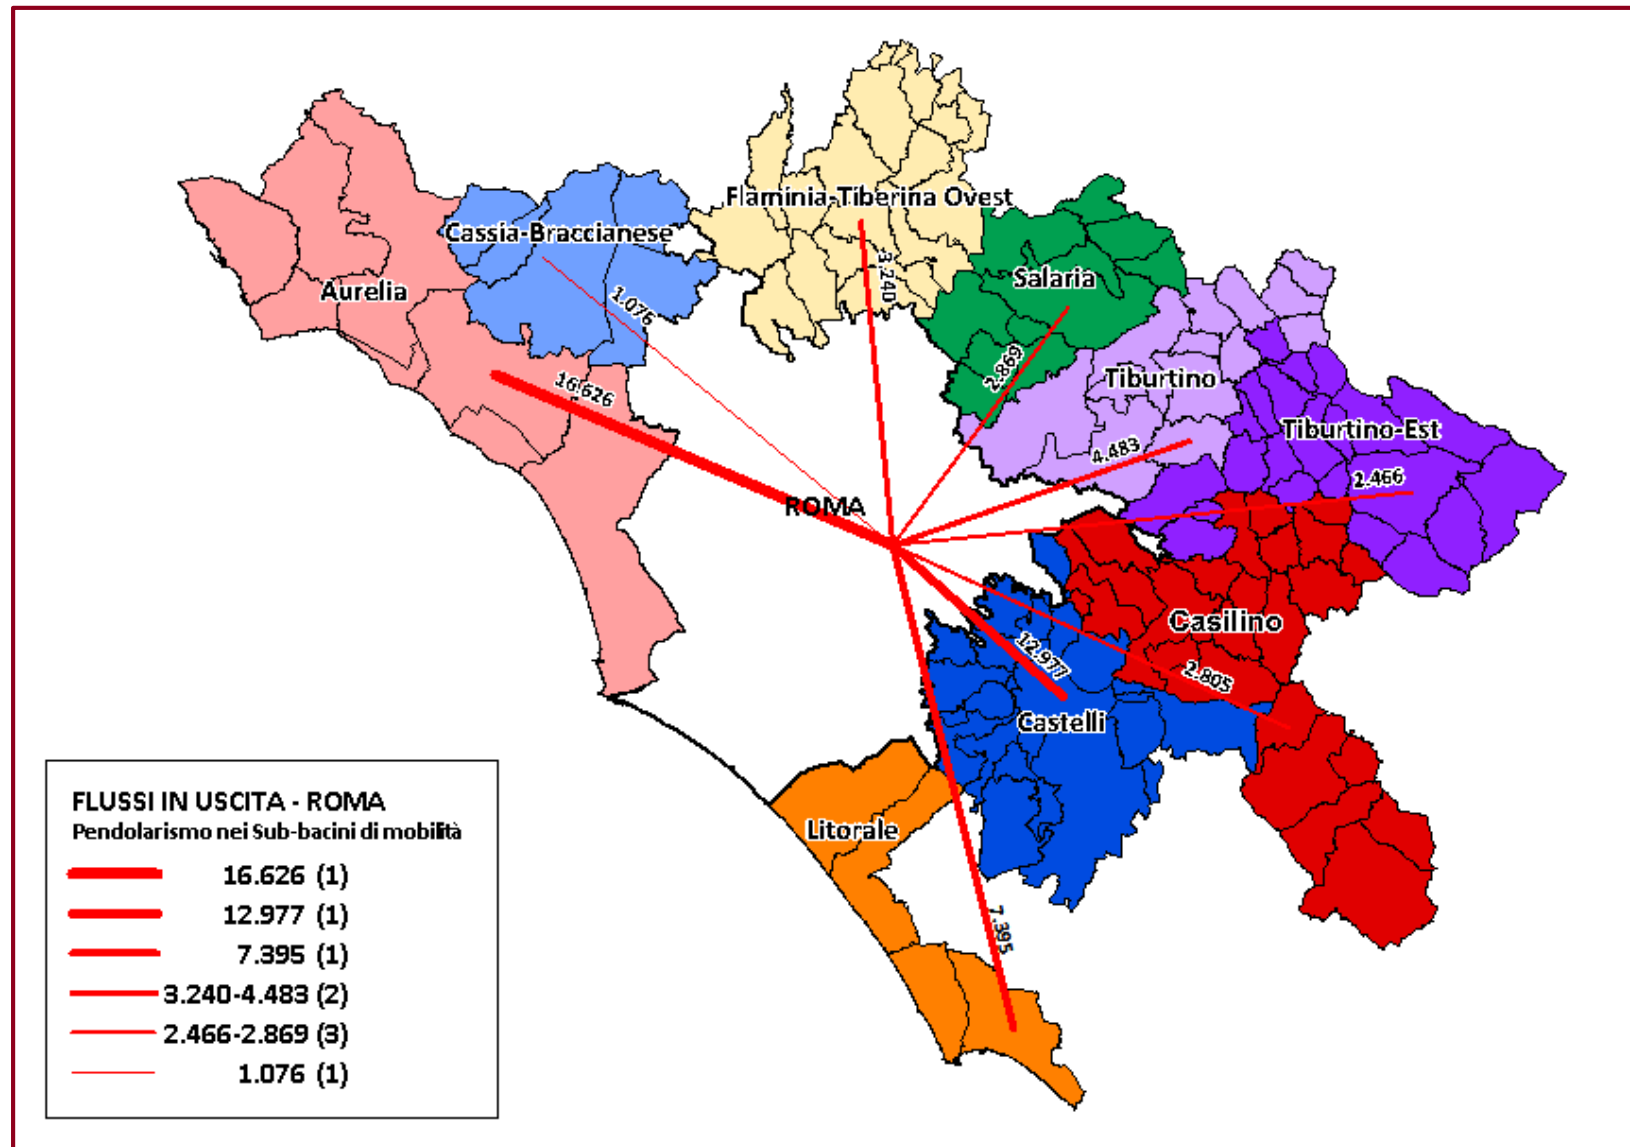 Flaminia-Tiberina Ovest
Cassia-Braccianese
3.240
Salaria
Aurelia
1.076
2.869
Tiburtino
16.626
Tiburtino-Est
4.483
2.466
ROMA
Casilino
12.977
2.805
Castelli
Litorale
7.395
FLUSSI IN USCITA - ROMA
Pendolarismo nei Sub-bacini di mobilità
16.626 (1)
12.977 (1)
7.395 (1)
3.240-4.483 (2)
2.466-2.869 (3)
1.076 (1)